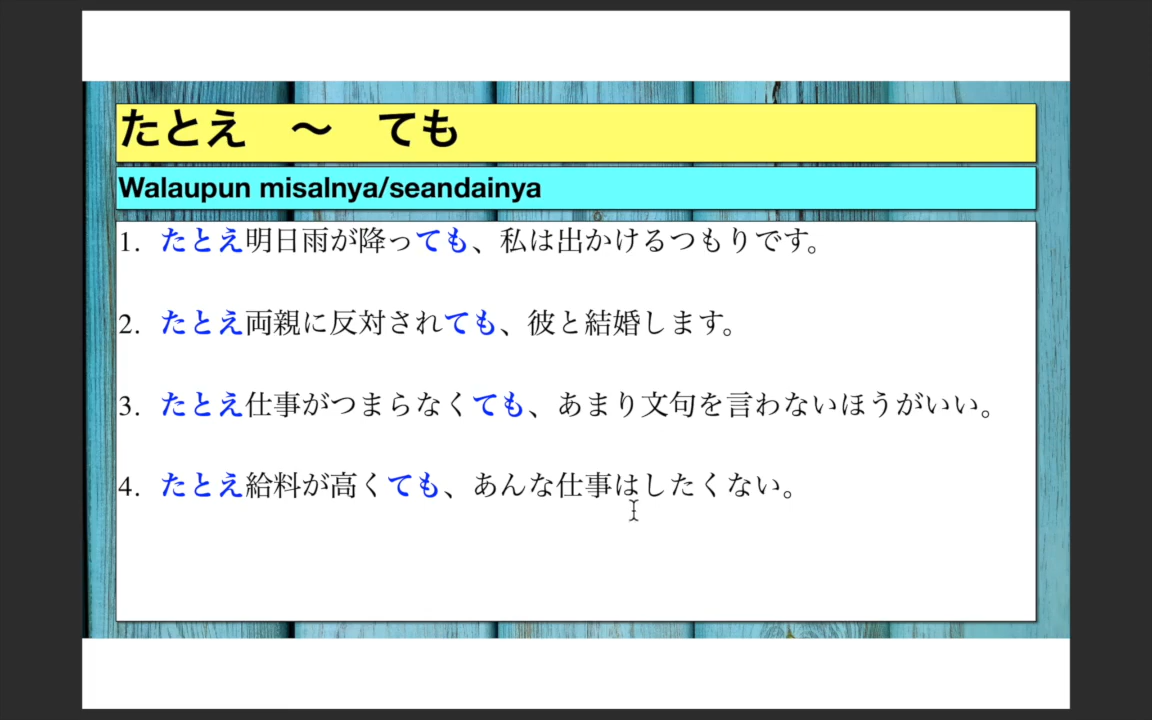 たとえ　～　ても
Walaupun misalnya/seandainya
1. たとえ明日雨が降っても、私は出かけるつもりです。
2. たとえ両親に反対されても、彼と結婚します。
3. たとえ仕事がつまらなくても、あまり文句を言わないほうがいい。
4. たとえ給料が高くても、あんな仕事はしたくない。